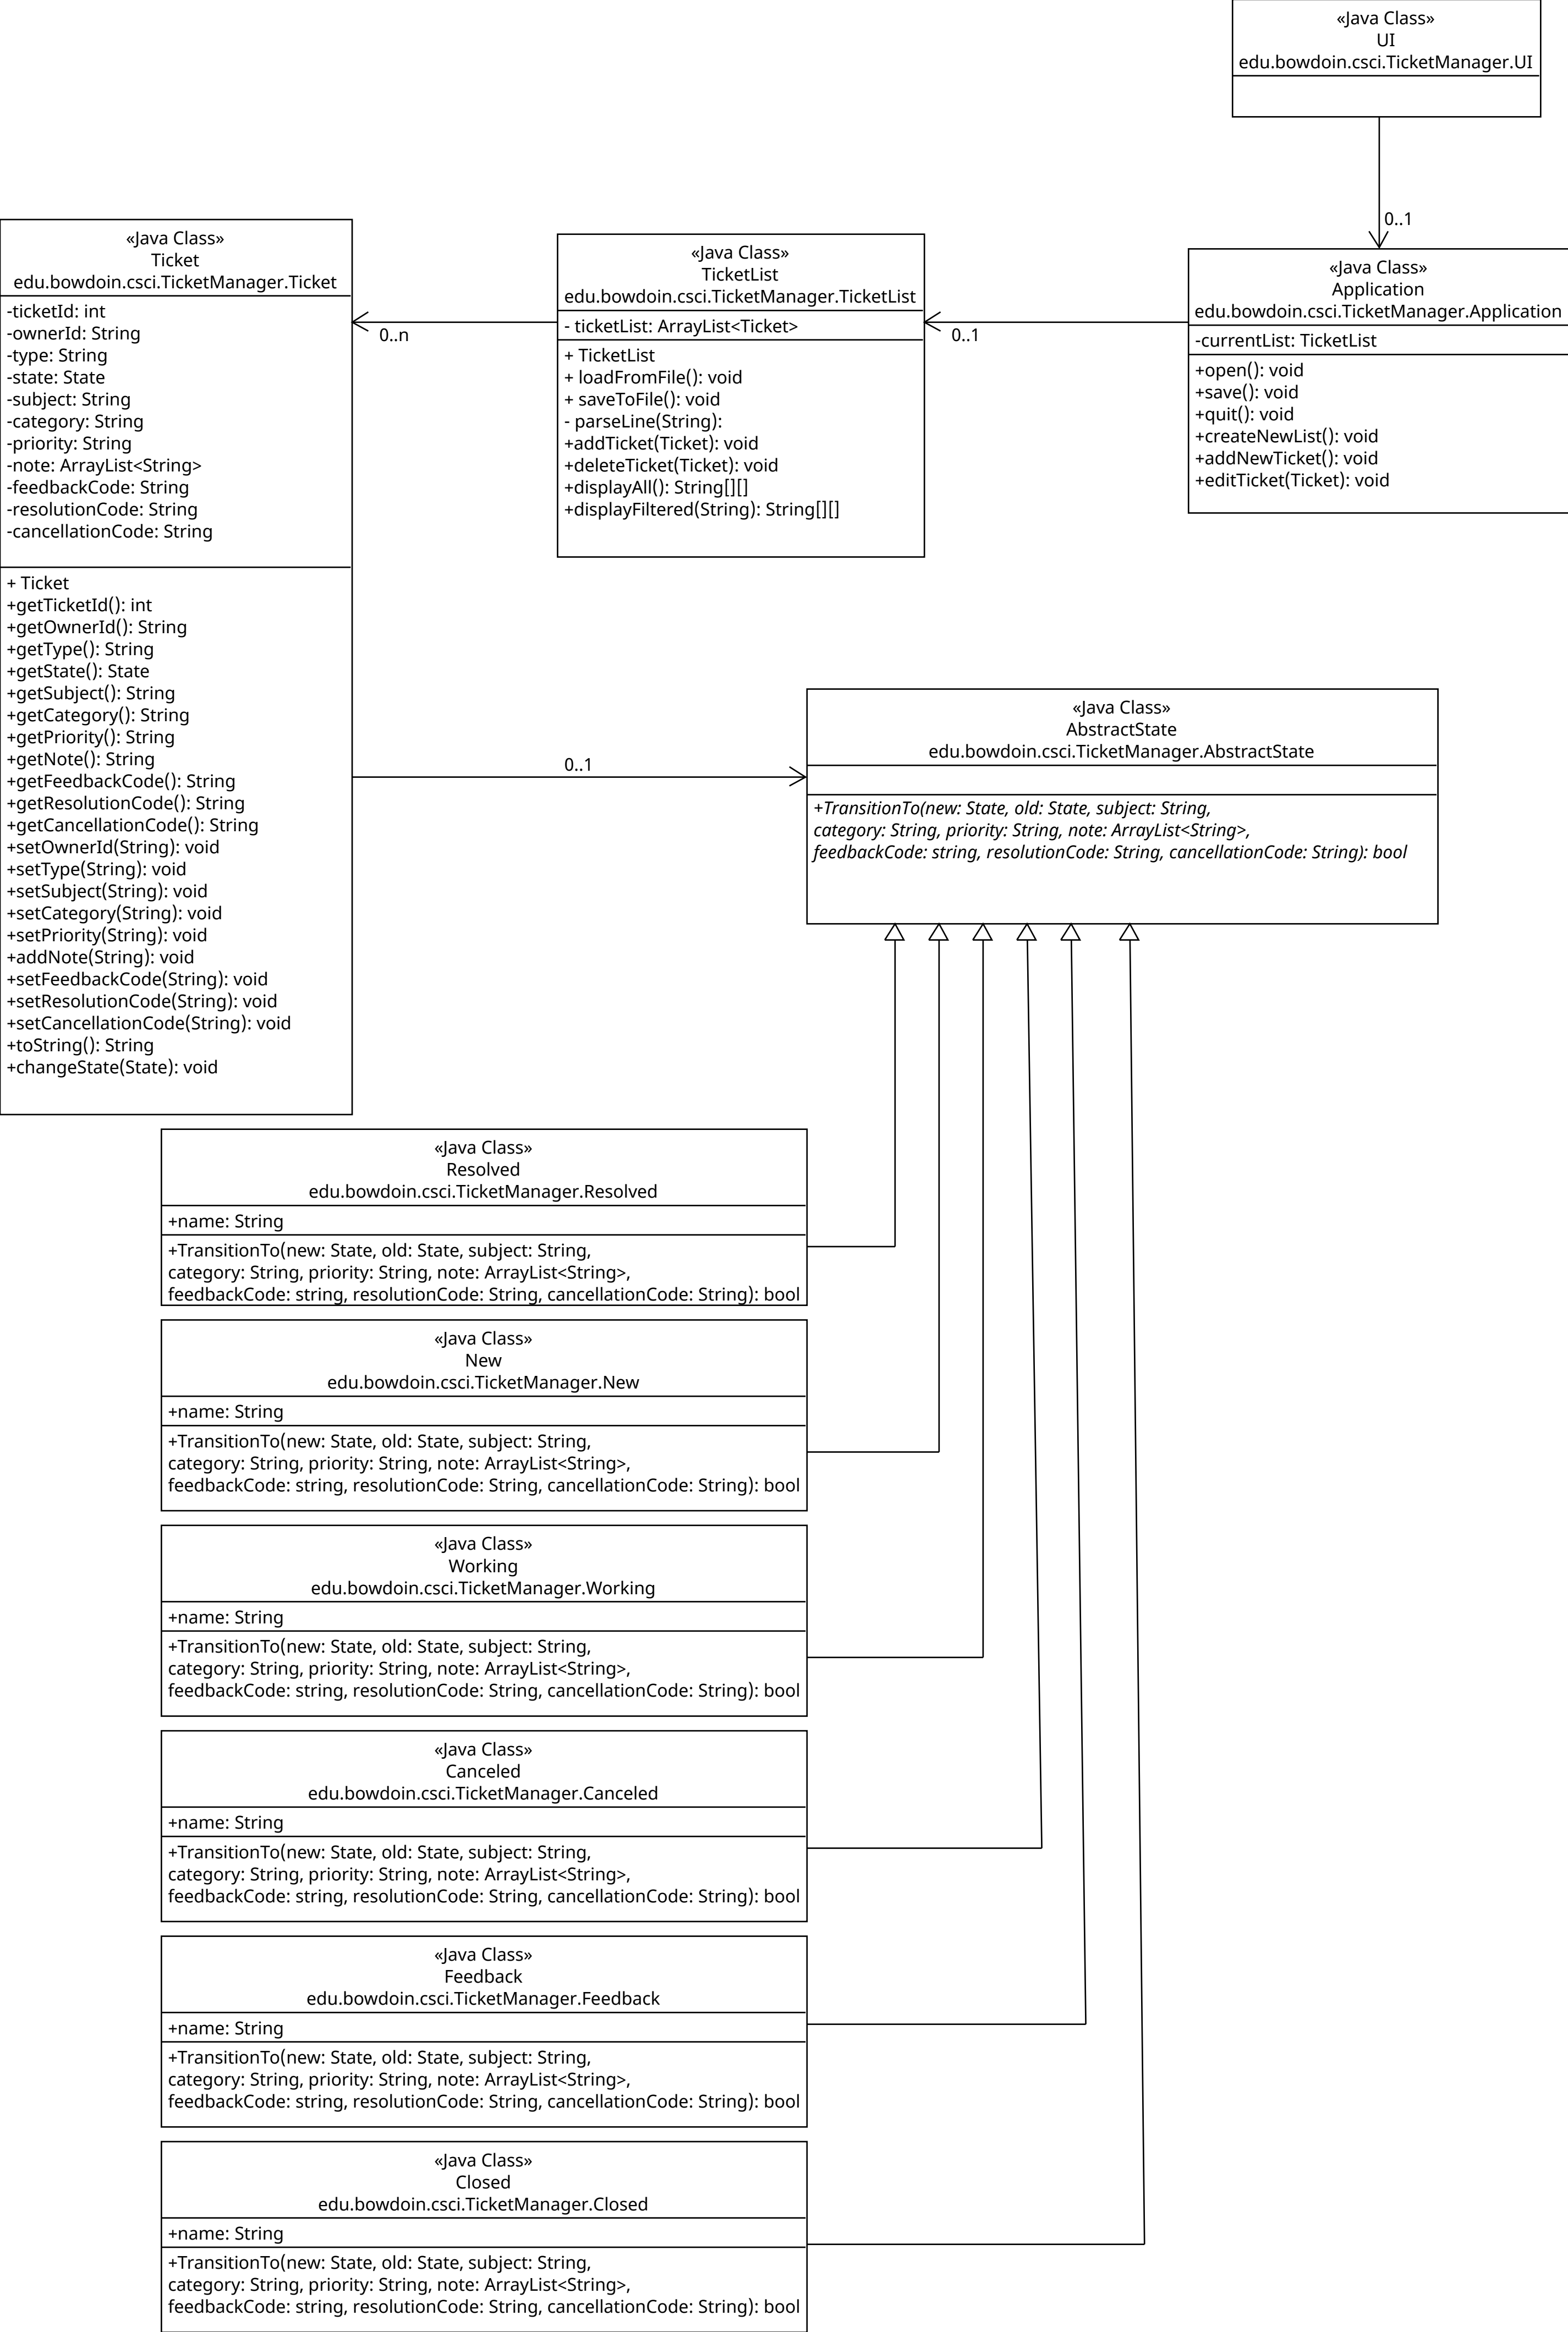 «Java Class»
UI
edu.bowdoin.csci.TicketManager.UI
0..1
«Java Class»
Ticket
edu.bowdoin.csci.TicketManager.Ticket
-ticketId: int
-ownerId: String
-type: String
-state: State
-subject: String
-category: String
-priority: String
-note: ArrayList<String>
-feedbackCode: String
-resolutionCode: String
-cancellationCode: String
+ Ticket
+getTicketId(): int
+getOwnerId(): String
+getType(): String
+getState(): State
+getSubject(): String
+getCategory(): String
+getPriority(): String
+getNote(): String
+getFeedbackCode(): String
+getResolutionCode(): String
+getCancellationCode(): String
+setOwnerId(String): void
+setType(String): void
+setSubject(String): void
+setCategory(String): void
+setPriority(String): void
+addNote(String): void
+setFeedbackCode(String): void
+setResolutionCode(String): void
+setCancellationCode(String): void
+toString(): String
+changeState(State): void
0..n
«Java Class»
TicketList
edu.bowdoin.csci.TicketManager.TicketList
- ticketList: ArrayList<Ticket>
+ TicketList
+ loadFromFile(): void
+ saveToFile(): void
- parseLine(String):
+addTicket(Ticket): void
+deleteTicket(Ticket): void
+displayAll(): String[][]
+displayFiltered(String): String[][]
0..1
«Java Class»
Application
edu.bowdoin.csci.TicketManager.Application
-currentList: TicketList
+open(): void
+save(): void
+quit(): void
+createNewList(): void
+addNewTicket(): void
+editTicket(Ticket): void
0..1
«Java Class»
AbstractState
edu.bowdoin.csci.TicketManager.AbstractState
+TransitionTo(new: State, old: State, subject: String,
category: String, priority: String, note: ArrayList<String>,
feedbackCode: string, resolutionCode: String, cancellationCode: String): bool
«Java Class»
Resolved
edu.bowdoin.csci.TicketManager.Resolved
+name: String
+TransitionTo(new: State, old: State, subject: String,
category: String, priority: String, note: ArrayList<String>,
feedbackCode: string, resolutionCode: String, cancellationCode: String): bool
«Java Class»
New
edu.bowdoin.csci.TicketManager.New
+name: String
+TransitionTo(new: State, old: State, subject: String,
category: String, priority: String, note: ArrayList<String>,
feedbackCode: string, resolutionCode: String, cancellationCode: String): bool
«Java Class»
Working
edu.bowdoin.csci.TicketManager.Working
+name: String
+TransitionTo(new: State, old: State, subject: String,
category: String, priority: String, note: ArrayList<String>,
feedbackCode: string, resolutionCode: String, cancellationCode: String): bool
«Java Class»
Canceled
edu.bowdoin.csci.TicketManager.Canceled
+name: String
+TransitionTo(new: State, old: State, subject: String,
category: String, priority: String, note: ArrayList<String>,
feedbackCode: string, resolutionCode: String, cancellationCode: String): bool
«Java Class»
Feedback
edu.bowdoin.csci.TicketManager.Feedback
+name: String
+TransitionTo(new: State, old: State, subject: String,
category: String, priority: String, note: ArrayList<String>,
feedbackCode: string, resolutionCode: String, cancellationCode: String): bool
«Java Class»
Closed
edu.bowdoin.csci.TicketManager.Closed
+name: String
+TransitionTo(new: State, old: State, subject: String,
category: String, priority: String, note: ArrayList<String>,
feedbackCode: string, resolutionCode: String, cancellationCode: String): bool